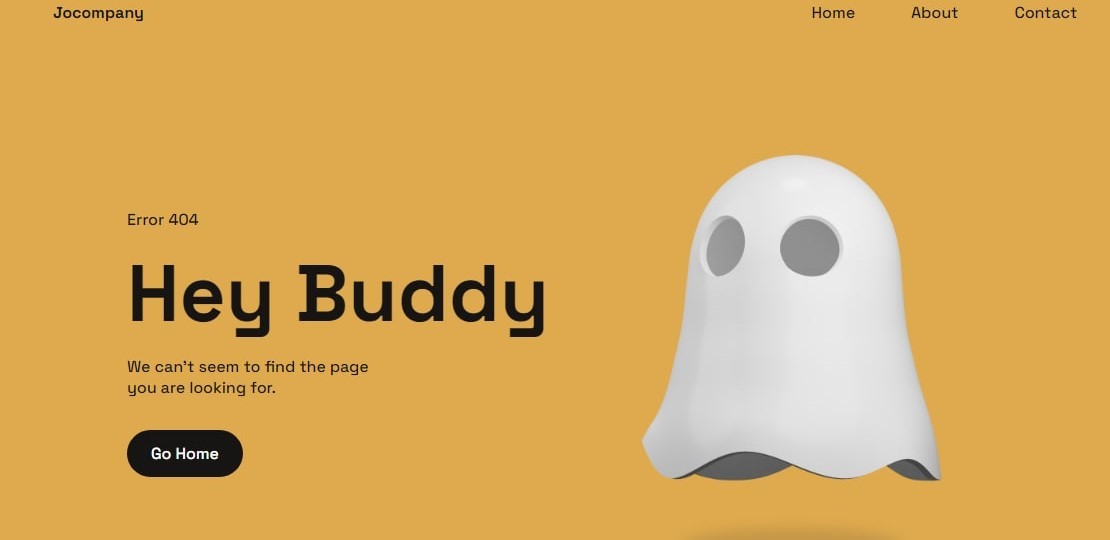 Jocompany
Home About Contact
Error 404
Hey Buddy
We can't seem to find the page
you are looking for.
Go Home